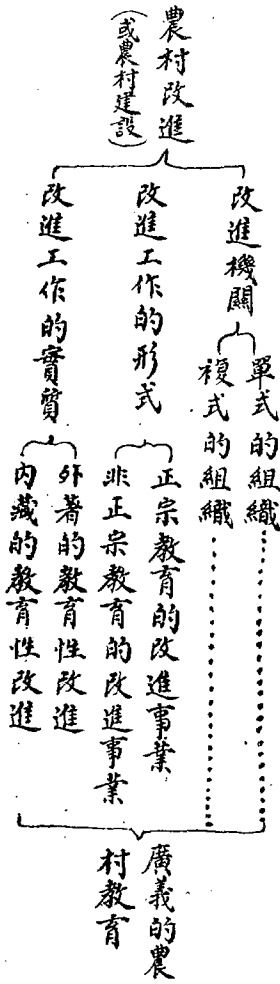 農村改進
（或農村建設）
改進機關
單式的組織
複式的組織
改進工作的形式
正宗教育的改進事業
非正宗教育的改進事業
改進工作的實質
外著的教育性改進
內藏的教育性改進
廣義的農
村教育